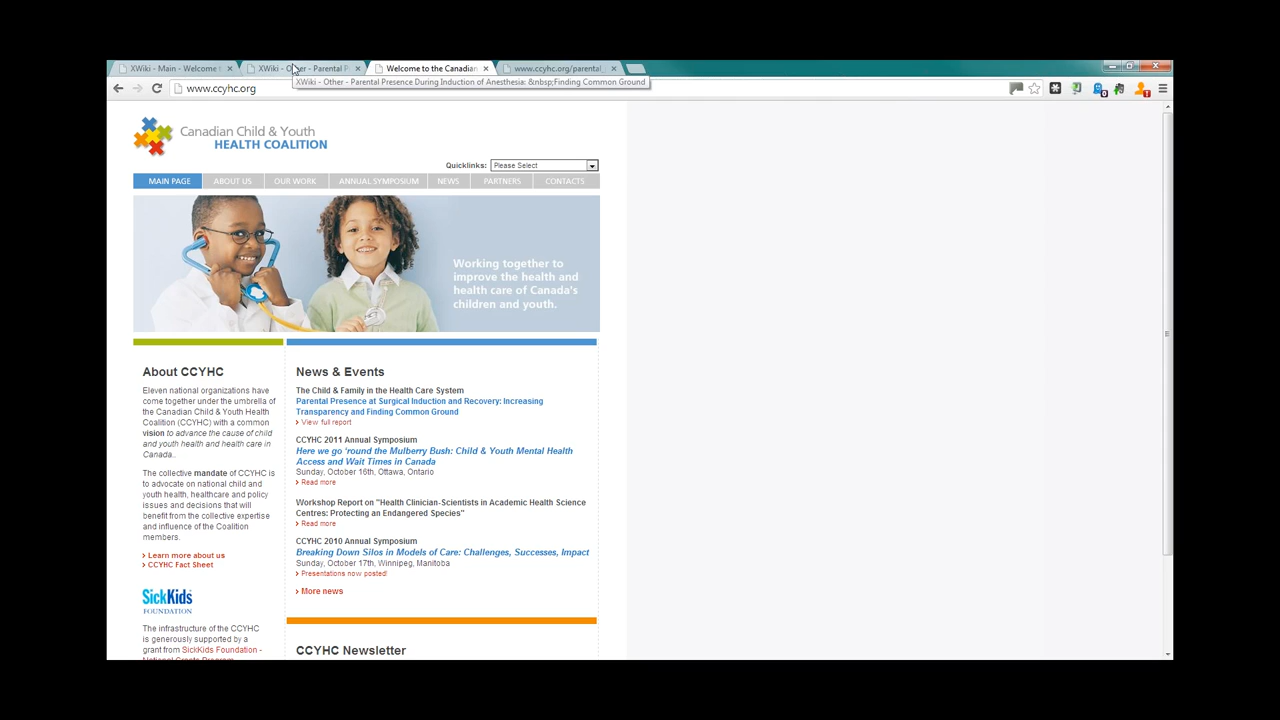 XWiki - Main - Welcome
XWiki - Other - Parental P
Welcome to the Canadian
www.ccyhc.org/parental_
XWiki - Other - Parental Presence During Induction of Anesthesia: &nbsp;Finding Common Ground
www.ccyhc.org
Canadian Child & Youth
HEALTH COALITION
Quicklinks: Please Select
MAIN PAGE ABOUT US OUR WORK ANNUAL SYMPOSIUM NEWS PARTNERS CONTACTS
Working together to
improve the health and
health care of Canada's
children and youth.
About CCYHC
Eleven national organizations have
come together under the umbrella
of the Canadian Child & Youth Health
Coalition (CCYHC) with a common
vision to advance the cause of child
and youth health and health care in
Canada..
The collective mandate of CCYHC is
to advocate on national child and
youth health, healthcare and policy
issues and decisions that will
benefit from the collective expertise
and influence of the Coalition
members.
Learn more about us
CCYHC Fact Sheet
SickKids
FOUNDATION
The infrastructure of the CCYHC
is generously supported by a
grant from SickKids Foundation -
National Grants Program
News & Events
The Child & Family in the Health Care System
Parental Presence at Surgical Induction and Recovery: Increasing
Transparency and Finding Common Ground
View full report
CCYHC 2011 Annual Symposium
Here we go 'round the Mulberry Bush: Child & Youth Mental Health
Access and Wait Times in Canada
Sunday, October 16th, Ottawa, Ontario
Read more
Workshop Report on "Health Clinician-Scientists in Academic Health Science
Centres: Protecting an Endangered Species"
Read more
CCYHC 2010 Annual Symposium
Breaking Down Silos in Models of Care: Challenges, Successes, Impact
Sunday, October 17th, Winnipeg, Manitoba
Presentations now posted!
More news
CCYHC Newsletter